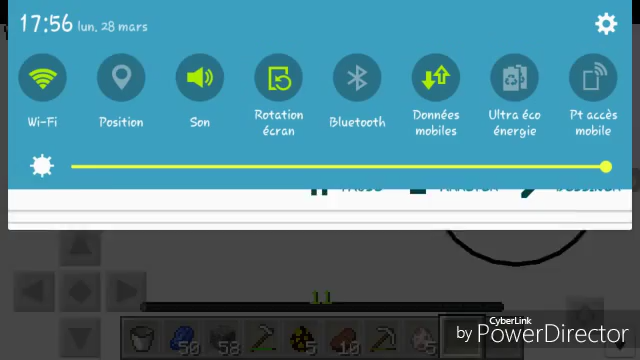 17:56 lun. 28 mars
Wi-Fi
Position
Son
Rotation
écran
Bluetooth
Données
mobiles
Ultra éco
énergie
Pt accès
mobile
50
58
5
10
5
CyberLink
by PowerDirector